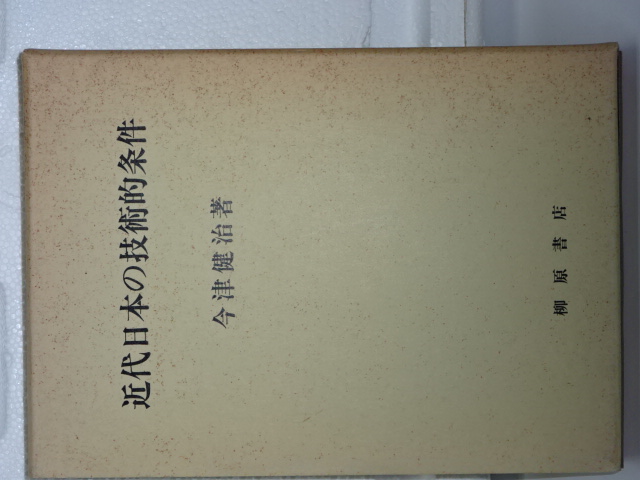 近代日本の技術的条件
今津健治著
柳原書店